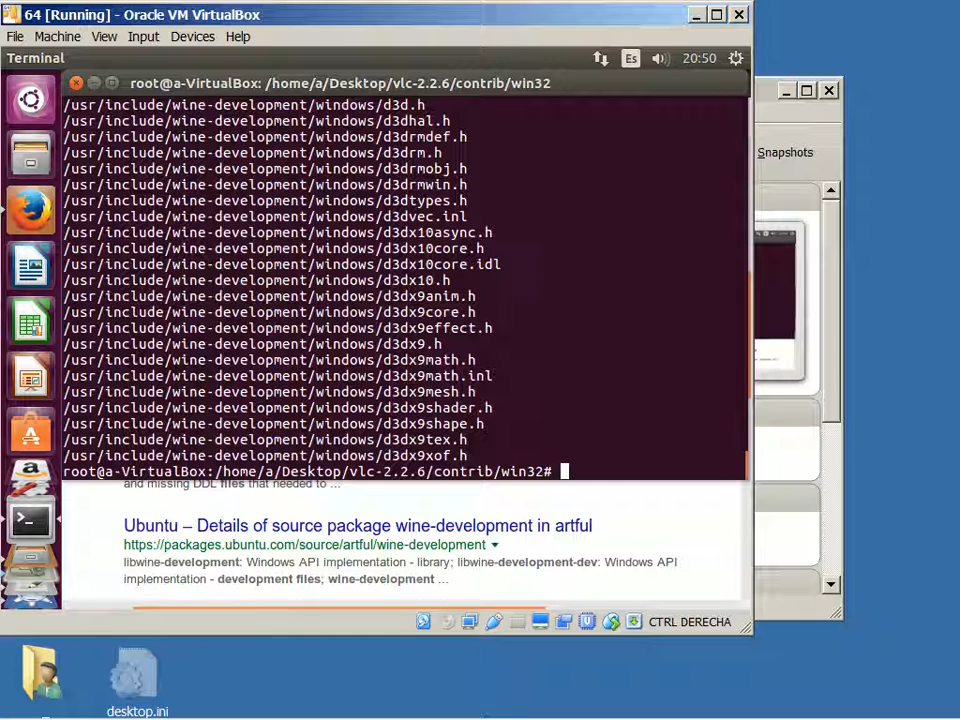 64 [Running] - Oracle VM VirtualBox
File Machine View Input Devices Help
Terminal
Es
20:50
root@a-VirtualBox: /home/a/Desktop/vlc-2.2.6/contrib/win32
/usr/include/wine-development/windows/d3d.h
/usr/include/wine-development/windows/d3dhal.h
/usr/include/wine-development/windows/d3drmdef.h
/usr/include/wine-development/windows/d3drm.h
/usr/include/wine-development/windows/d3drmobj.h
/usr/include/wine-development/windows/d3drmwin.h
/usr/include/wine-development/windows/d3dtypes.h
/usr/include/wine-development/windows/d3dvec.inl
/usr/include/wine-development/windows/d3dx10async.h
/usr/include/wine-development/windows/d3dx10core.h
/usr/include/wine-development/windows/d3dx10core.idl
/usr/include/wine-development/windows/d3dx10.h
/usr/include/wine-development/windows/d3dx9anim.h
/usr/include/wine-development/windows/d3dx9core.h
/usr/include/wine-development/windows/d3dx9effect.h
/usr/include/wine-development/windows/d3dx9.h
/usr/include/wine-development/windows/d3dx9math.h
/usr/include/wine-development/windows/d3dx9math.inl
/usr/include/wine-development/windows/d3dx9mesh.h
/usr/include/wine-development/windows/d3dx9shader.h
/usr/include/wine-development/windows/d3dx9shape.h
/usr/include/wine-development/windows/d3dx9tex.h
/usr/include/wine-development/windows/d3dx9xof.h
root@a-VirtualBox:/home/a/Desktop/vlc-2.2.6/contrib/win32#
and missing DDL files that needed to ...
Ubuntu – Details of source package wine-development in artful
https://packages.ubuntu.com/source/artful/wine-development
libwine-development: Windows API implementation - library; libwine-development-dev: Windows API
implementation - development files; wine-development ...
CTRL DERECHA
Snapshots
desktop.ini